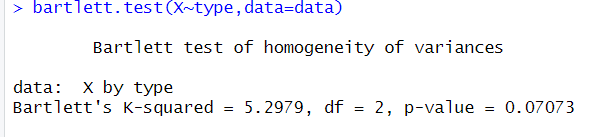 > bartlett.test(X~type,data=data)
Bartlett test of homogeneity of variances
data:  X by type
Bartlett's K-squared = 5.2979, df = 2, p-value = 0.07073